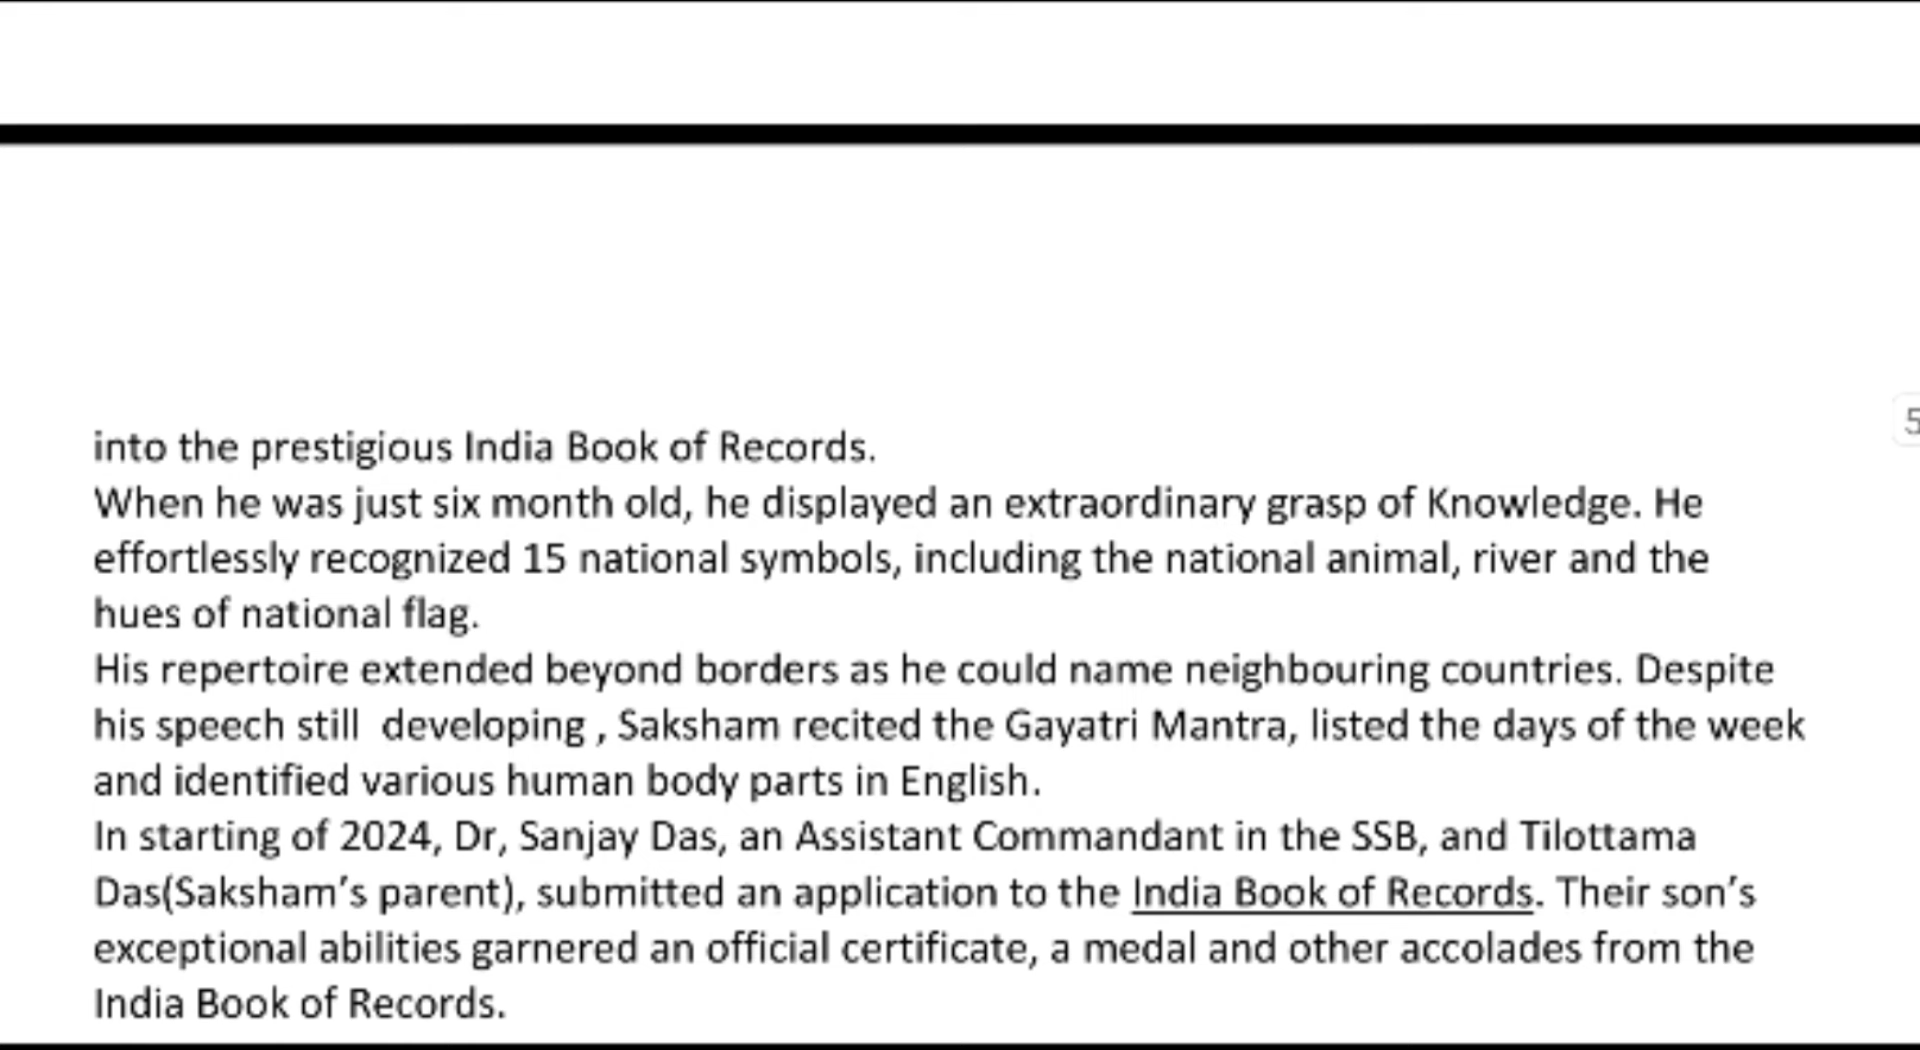 5
into the prestigious India Book of Records.
When he was just six month old, he displayed an extraordinary grasp of Knowledge. He
effortlessly recognized 15 national symbols, including the national animal, river and the
hues of national flag.
His repertoire extended beyond borders as he could name neighbouring countries. Despite
his speech still  developing , Saksham recited the Gayatri Mantra, listed the days of the week
and identified various human body parts in English.
In starting of 2024, Dr, Sanjay Das, an Assistant Commandant in the SSB, and Tilottama
Das(Saksham’s parent), submitted an application to the India Book of Records. Their son’s
exceptional abilities garnered an official certificate, a medal and other accolades from the
India Book of Records.